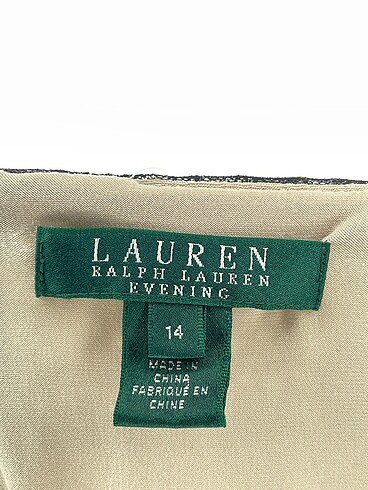 LAUREN
RALPH LAUREN
EVENING
14
MADE IN
CHINA
FABRIQUÉ EN
CHINE